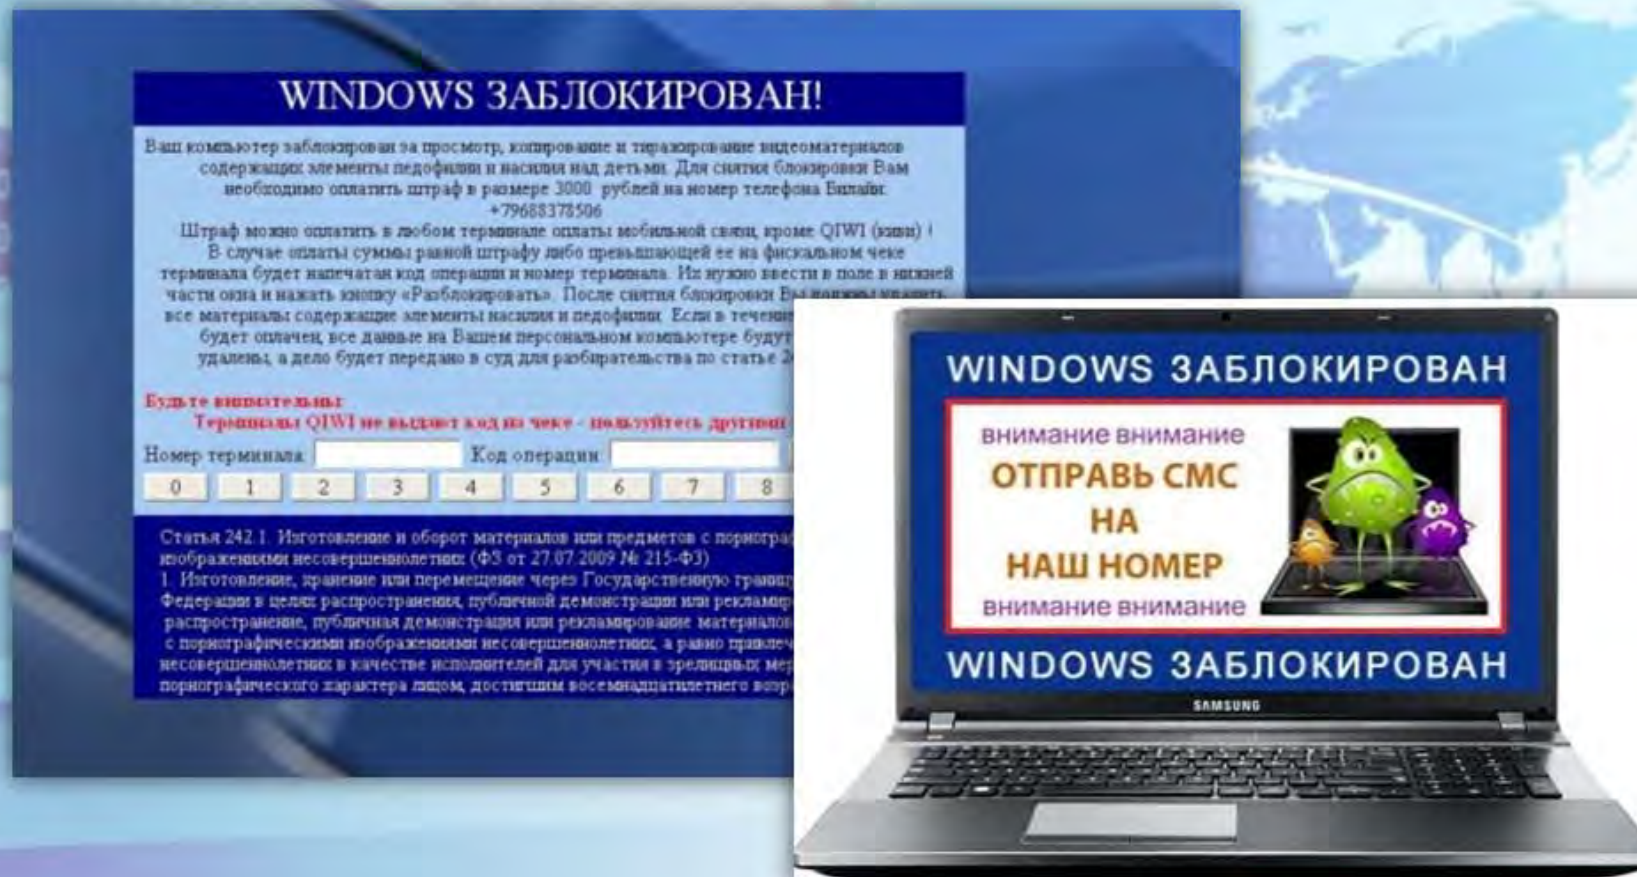 WINDOWS ЗАБЛОКИРОВАН!
Ваш компьютер заблокирован за просмотр, копирование и тиражирование видеоматериалов
содержащих элементы педофилии и насилия над детьми. Для снятия блокировки Вам
необходимо оплатить штраф в размере 3000 рублей на номер телефона Билайн:
+79688378506
Штраф можно оплатить в любом терминале оплаты мобильной связи, кроме QIWI (киви) !
В случае оплаты суммы равной штрафу либо превышающей ее на фискальном чеке
терминала будет напечатан код операции и номер терминала. Их нужно ввести в поле в нижней
части окна и нажать кнопку «Разблокировать». После снятия блокировки Вы должны удалить
все материалы содержащие элементы насилия и педофилии. Если в течение
будет оплачен, все данные на Вашем персональном компьютере будут
удалены, а дело будет передано в суд для разбирательства по статье
Будьте внимательны:
Терминалы QIWI не выдают код на чеке - пользуйтесь другими
Номер терминала Код операции
0 1 2 3 4 5 6 7 8
Статья 242.1. Изготовление и оборот материалов или предметов с порнограф
изображениями несовершеннолетних (ФЗ от 27.07.2009 № 215-ФЗ)
1. Изготовление, хранение или перемещение через Государственную границу
Федерации в целях распространения, публичной демонстрации или рекламиро
распространение, публичная демонстрация или рекламирование материалов
с порнографическими изображениями несовершеннолетних, а равно привлеч
несовершеннолетних в качестве исполнителей для участия в зрелищных мер
порнографического характера лицом, достигшим восемнадцатилетнего возра
WINDOWS ЗАБЛОКИРОВАН
внимание внимание
ОТПРАВЬ СМС
НА
НАШ НОМЕР
внимание внимание
WINDOWS ЗАБЛОКИРОВАН
SAMSUNG